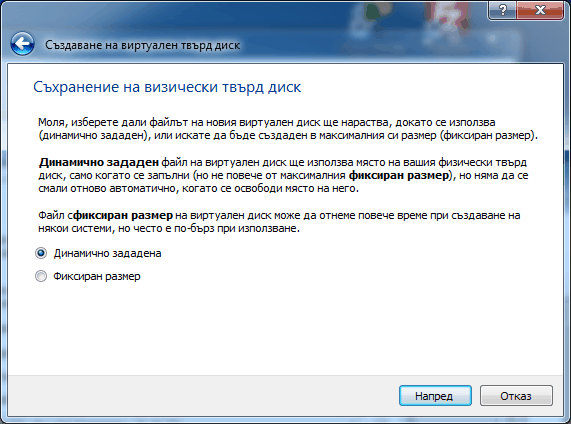 Създаване на виртуален твърд диск
Съхранение на визически твърд диск
Моля, изберете дали файлът на новия виртуален диск ще нараства, докато се използва
(динамично зададен), или искате да бъде създаден в максималния си размер (фиксиран размер).
Динамично зададен файл на виртуален диск ще използва място на вашия физически твърд
диск, само когато се запълни (но не повече от максималния фиксиран размер), но няма да се
смали отново автоматично, когато се освободи място на него.
Файл сфиксиран размер на виртуален диск може да отнеме повече време при създаване на
някои системи, но често е по-бърз при използване.
Динамично зададена
Фиксиран размер
Напред
Отказ